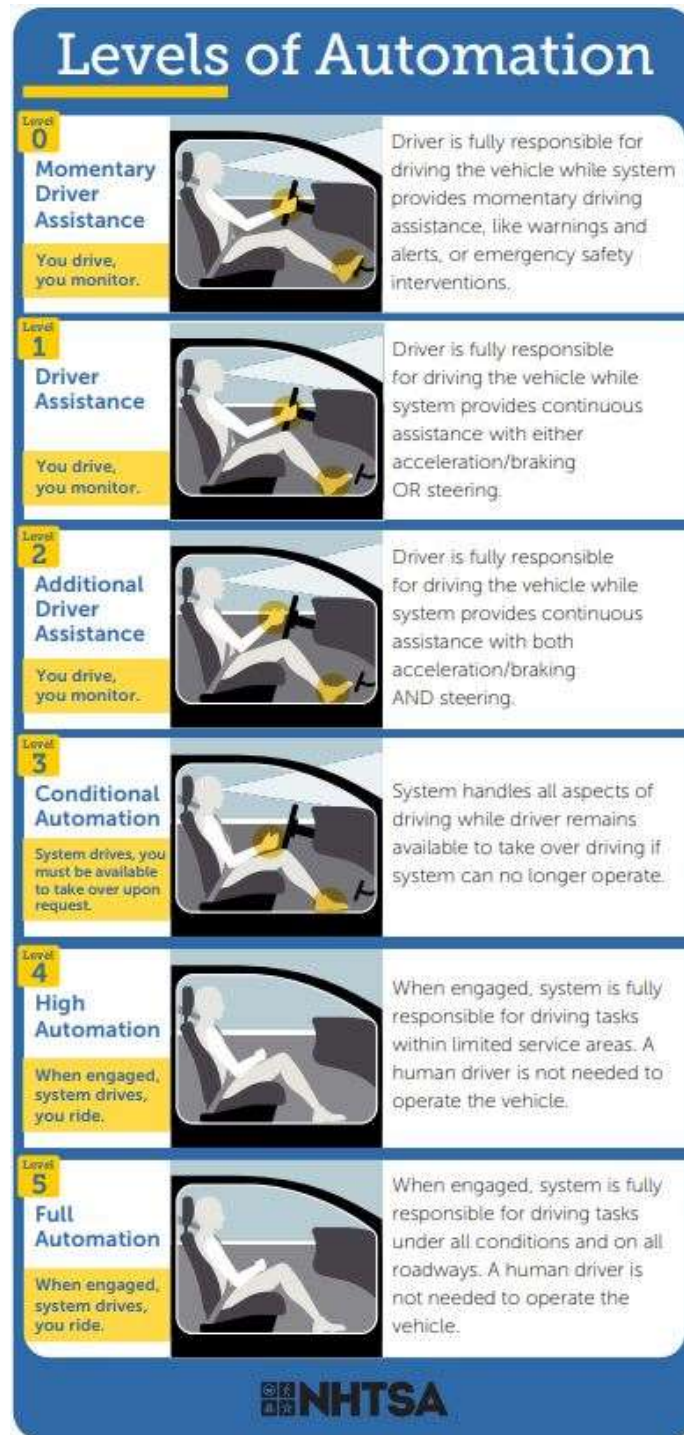 Levels of Automation
Level
0
Momentary
Driver
Assistance
You drive,
you monitor.
Driver is fully responsible for
driving the vehicle while system
provides momentary driving
assistance, like warnings and
alerts, or emergency safety
interventions.
Level
1
Driver
Assistance
You drive,
you monitor.
Driver is fully responsible
for driving the vehicle while
system provides continuous
assistance with either
acceleration/braking
OR steering.
Level
2
Additional
Driver
Assistance
You drive,
you monitor.
Driver is fully responsible
for driving the vehicle while
system provides continuous
assistance with both
acceleration/braking
AND steering.
Level
3
Conditional
Automation
System drives, you
must be available
to take over upon
request.
System handles all aspects of
driving while driver remains
available to take over driving if
system can no longer operate.
Level
4
High
Automation
When engaged,
system drives,
you ride.
When engaged, system is fully
responsible for driving tasks
within limited service areas. A
human driver is not needed to
operate the vehicle.
Level
5
Full
Automation
When engaged,
system drives,
you ride.
When engaged, system is fully
responsible for driving tasks
under all conditions and on all
roadways. A human driver is
not needed to operate the
vehicle.
NHTSA